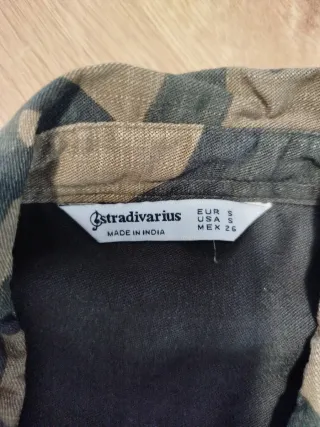 stradivarius
MADE IN INDIA
EUR S
USA S
MEX 26